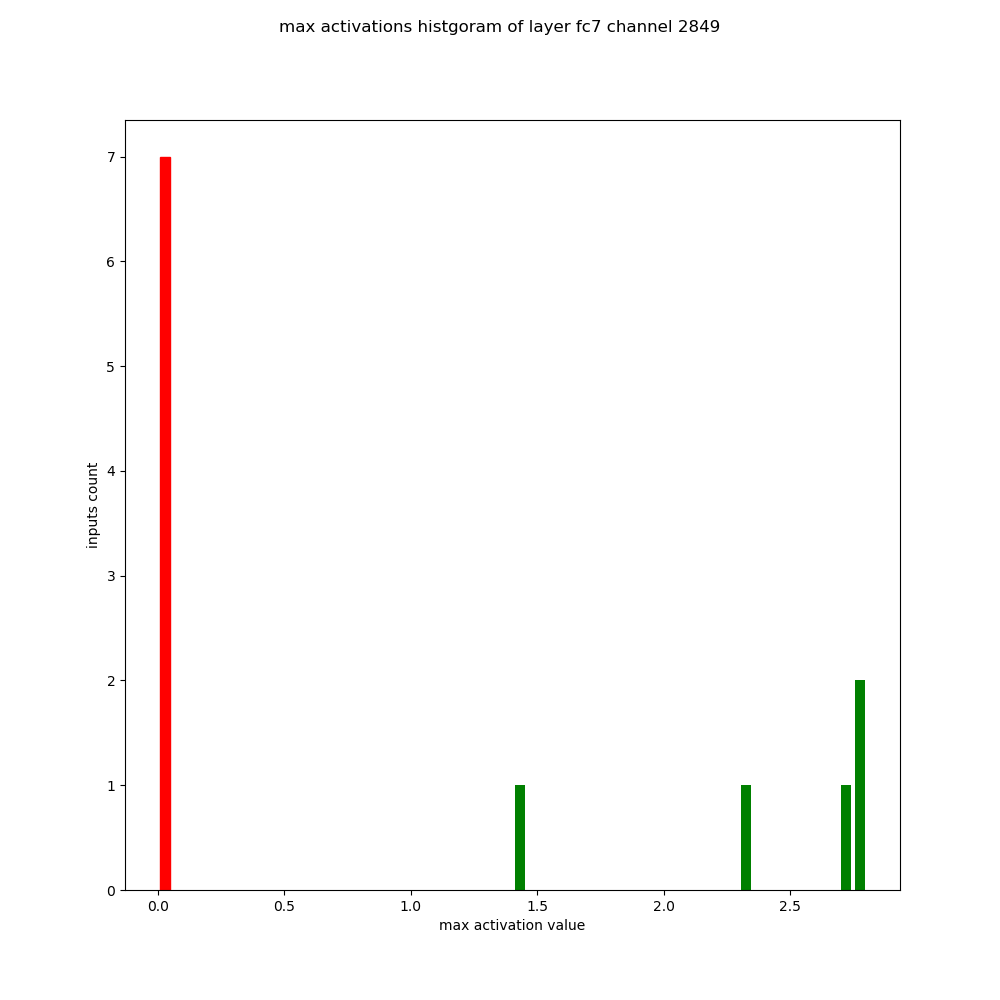 max activations histgoram of layer fc7 channel 2849
7
6
5
4
3
2
1
0
inputs count
0.0 0.5 1.0 1.5 2.0 2.5
max activation value